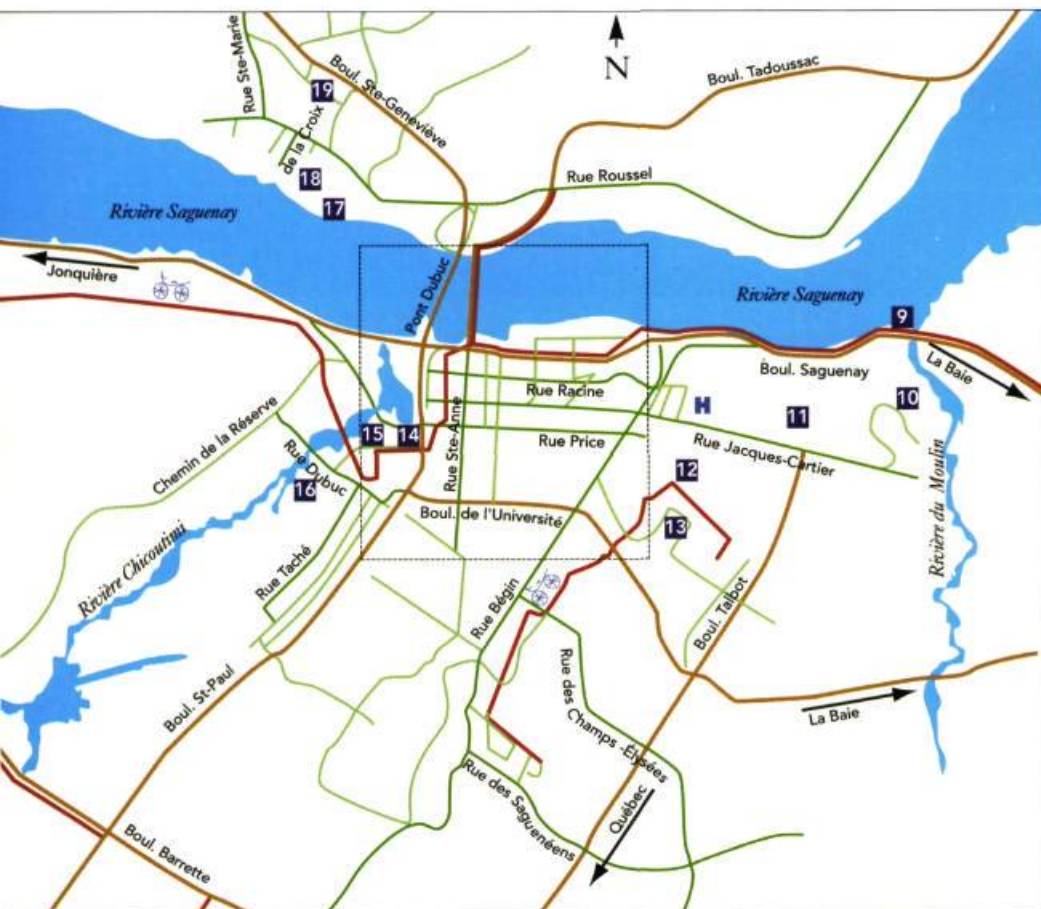 N
Rue Ste-Marie
19
Boul. Ste-Geneviève
Boul. Tadoussac
de la Croix
18
17
Rue Roussel
Rivière Saguenay
Jonquière
Pont Dubuc
Rivière Saguenay
9
La Baie
Boul. Saguenay
10
Rue Racine
H
11
Chemin de la Réserve
15
14
Rue Ste-Anne
Rue Price
Rue Jacques-Cartier
Rue Dubuc
16
12
Boul. de l'Université
13
Rivière du Moulin
Rivière Chicoutimi
Rue Taché
Rue Bégin
Boul. Talbot
Boul. St-Paul
Rue des Champs-Élysées
La Baie
Rue des Saguenéens
Québec
Boul. Barrette